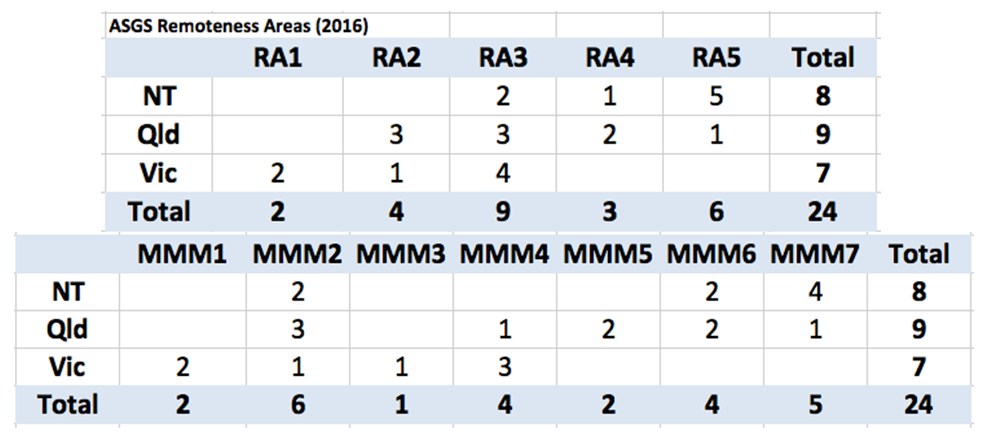 ASGS Remoteness Areas (2016)
RA1 RA2 RA3 RA4 RA5 Total
NT 2 1 5 8
Qld 3 3 2 1 9
Vic 2 1 4 7
Total 2 4 9 3 6 24
MMM1 MMM2 MMM3 MMM4 MMM5 MMM6 MMM7 Total
NT 2 2 4 8
Qld 3 1 2 2 1 9
Vic 2 1 1 3 7
Total 2 6 1 4 2 4 5 24